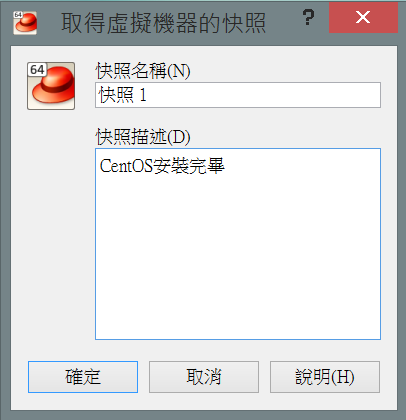 64 取得虛擬機器的快照 ?
64
快照名稱(N)
快照 1
快照描述(D)
CentOS安裝完畢
確定 取消 說明(H)